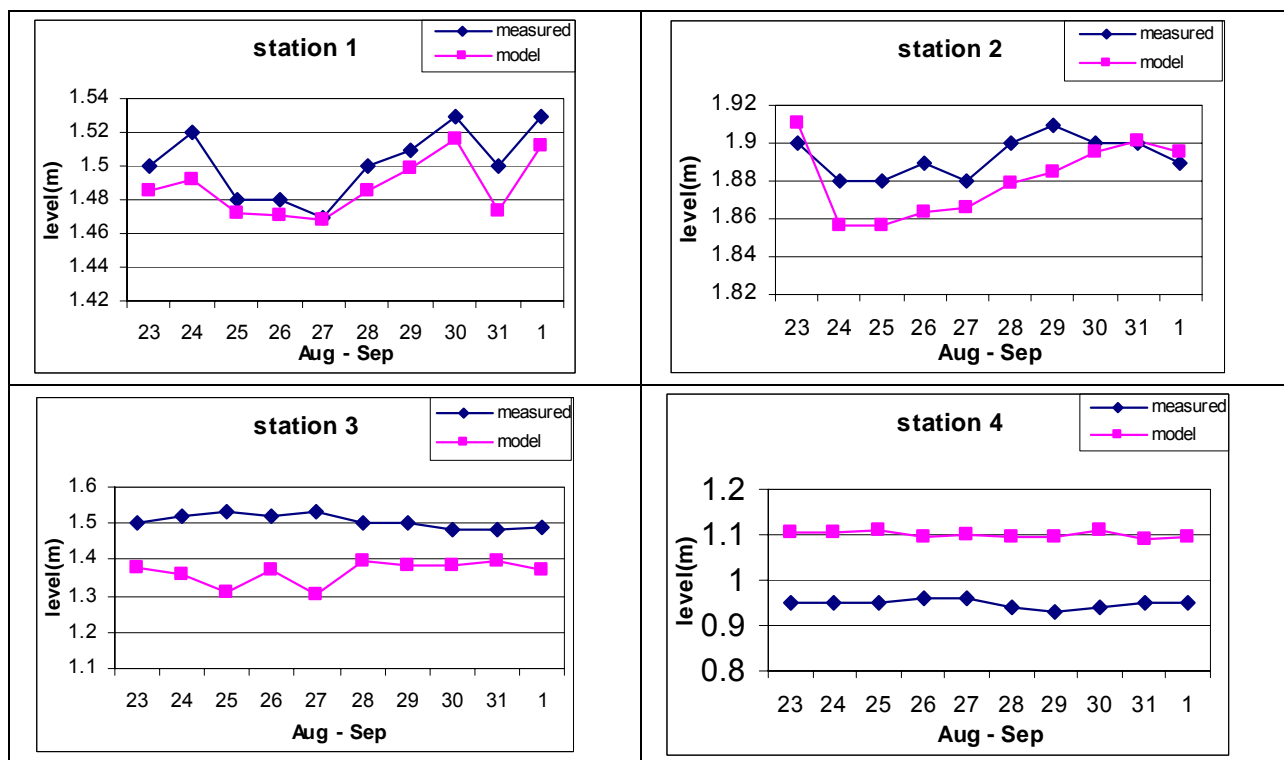 station 1
measured
model
level(m)
1.54
1.52
1.5
1.48
1.46
1.44
1.42
23 24 25 26 27 28 29 30 31 1
Aug - Sep
station 2
measured
model
level(m)
1.92
1.9
1.88
1.86
1.84
1.82
23 24 25 26 27 28 29 30 31 1
Aug - Sep
station 3
measured
model
level(m)
1.6
1.5
1.4
1.3
1.2
1.1
23 24 25 26 27 28 29 30 31 1
Aug - Sep
station 4
measured
model
level(m)
1.2
1.1
1
0.9
0.8
23 24 25 26 27 28 29 30 31 1
Aug - Sep